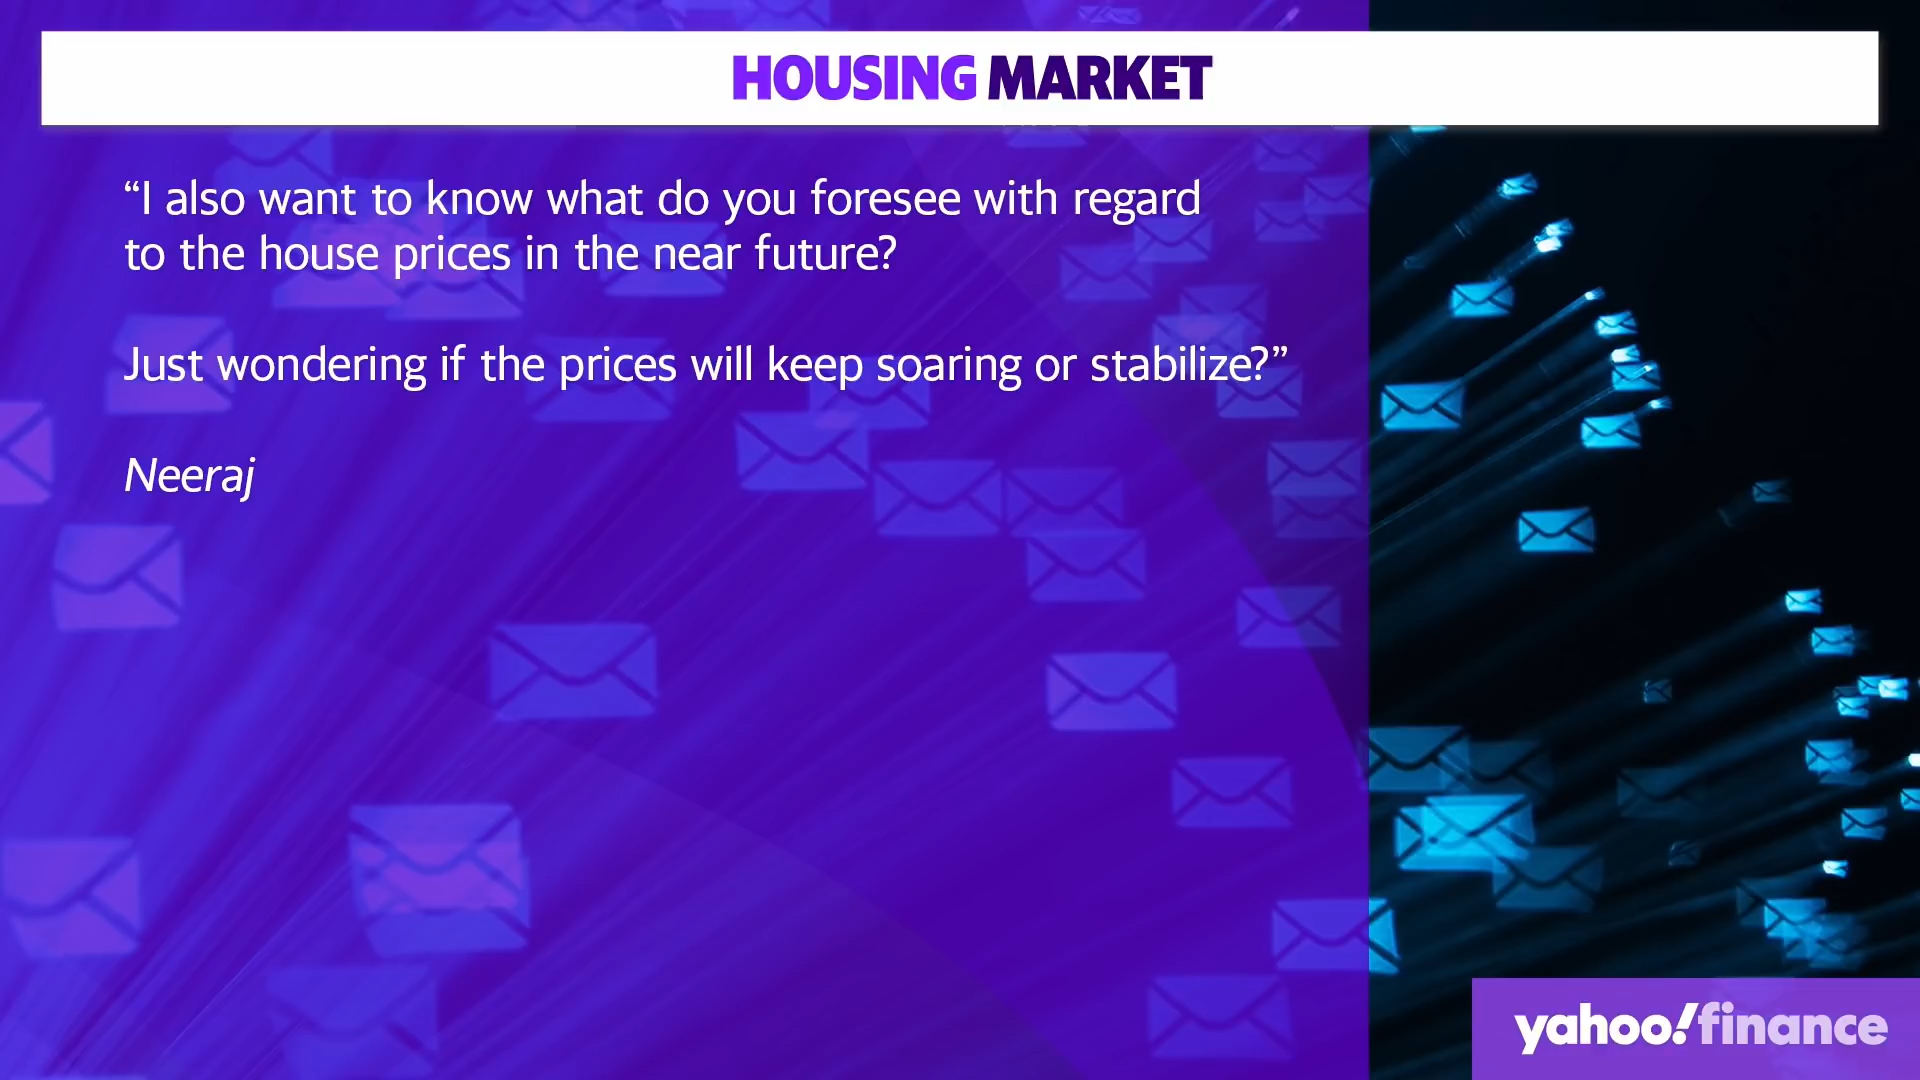 HOUSING MARKET
“I also want to know what do you foresee with regard
to the house prices in the near future?
Just wondering if the prices will keep soaring or stabilize?”
Neeraj
yahoo!finance